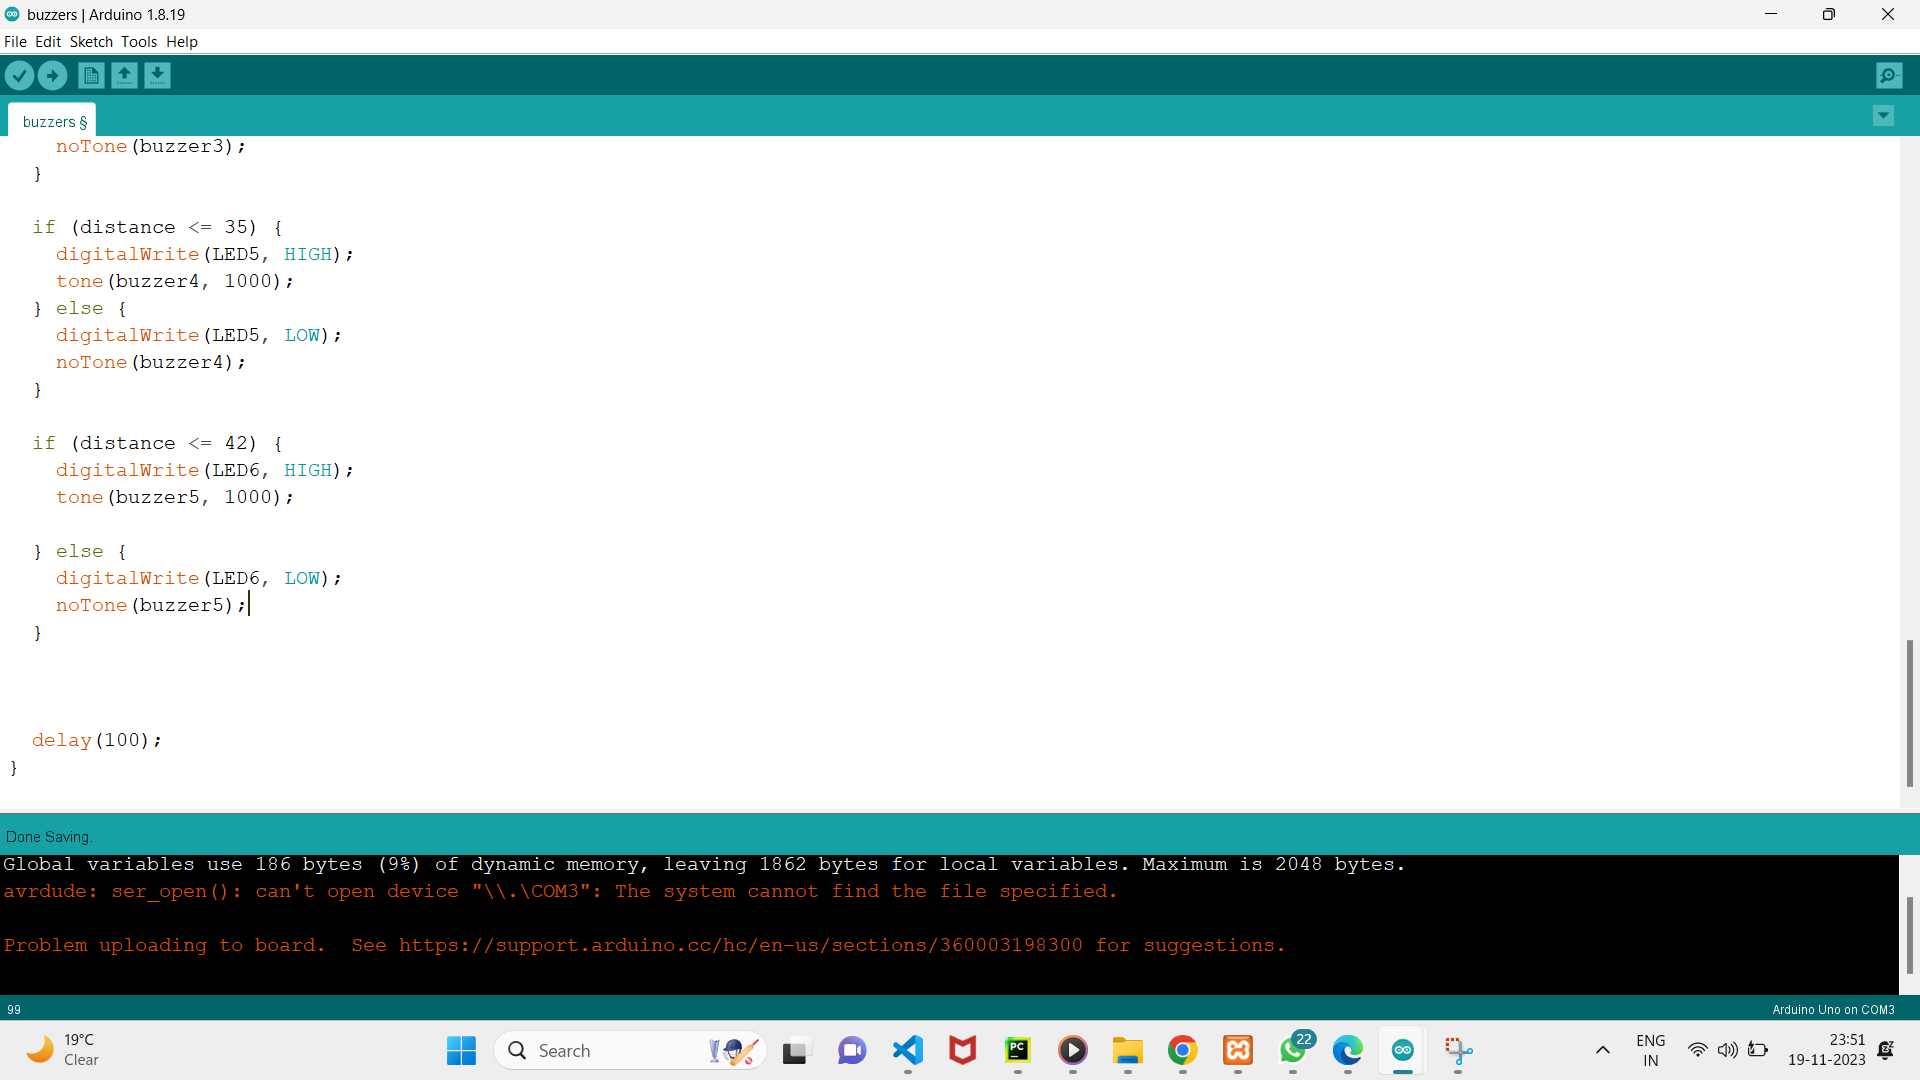 buzzers | Arduino 1.8.19
File Edit Sketch Tools Help
buzzers §
    noTone(buzzer3);
  }

  if (distance <= 35) {
    digitalWrite(LED5, HIGH);
    tone(buzzer4, 1000);
  } else {
    digitalWrite(LED5, LOW);
    noTone(buzzer4);
  }

  if (distance <= 42) {
    digitalWrite(LED6, HIGH);
    tone(buzzer5, 1000);

  } else {
    digitalWrite(LED6, LOW);
    noTone(buzzer5);
  }

  delay(100);
}
Done Saving.
Global variables use 186 bytes (9%) of dynamic memory, leaving 1862 bytes for local variables. Maximum is 2048 bytes.
avrdude: ser_open(): can't open device "\\.\COM3": The system cannot find the file specified.

Problem uploading to board.  See https://support.arduino.cc/hc/en-us/sections/360003198300 for suggestions.
99
Arduino Uno on COM3
19°C
Clear
Search
PC
22
ENG
IN
23:51
19-11-2023